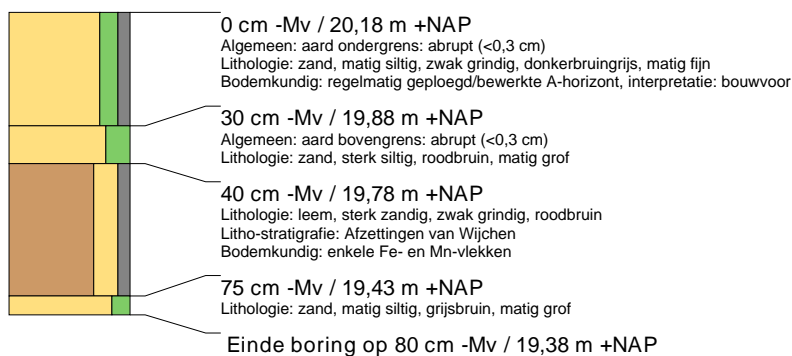 0 cm -Mv / 20,18 m +NAP
Algemeen: aard ondergrens: abrupt (<0,3 cm)
Lithologie: zand, matig siltig, zwak grindig, donkerbruingrijs, matig fijn
Bodemkundig: regelmatig geploegd/bewerkte A-horizont, interpretatie: bouwvoor
30 cm -Mv / 19,88 m +NAP
Algemeen: aard bovengrens: abrupt (<0,3 cm)
Lithologie: zand, sterk siltig, roodbruin, matig grof
40 cm -Mv / 19,78 m +NAP
Lithologie: leem, sterk zandig, zwak grindig, roodbruin
Litho-stratigrafie: Afzettingen van Wijchen
Bodemkundig: enkele Fe- en Mn-vlekken
75 cm -Mv / 19,43 m +NAP
Lithologie: zand, matig siltig, grijsbruin, matig grof
Einde boring op 80 cm -Mv / 19,38 m +NAP